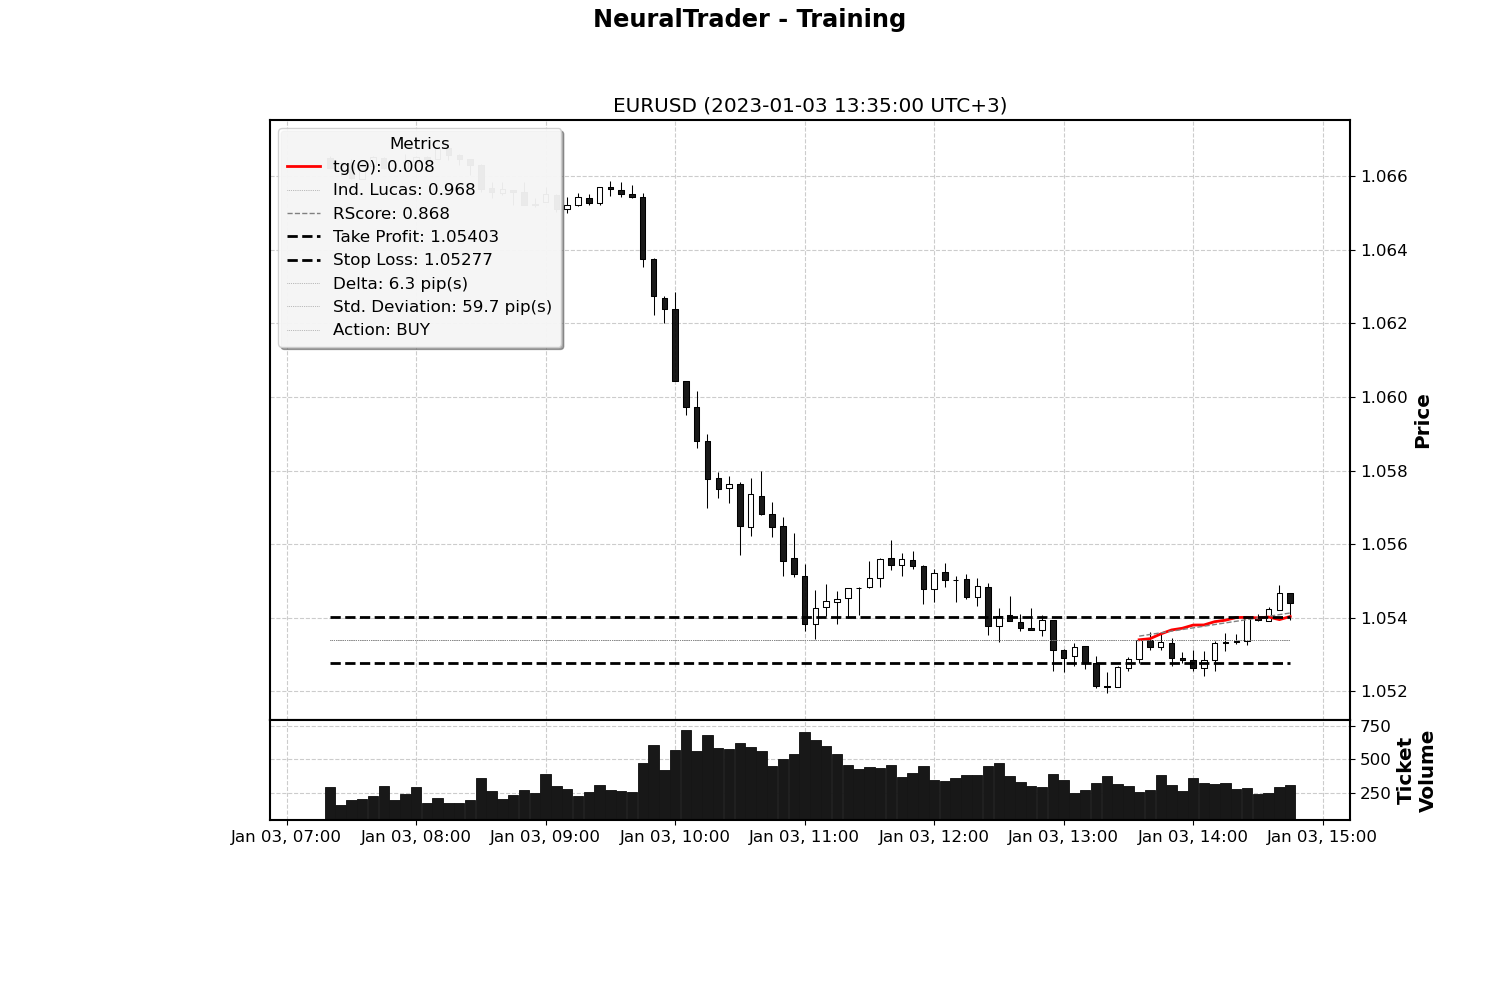 NeuralTrader - Training
EURUSD (2023-01-03 13:35:00 UTC+3)
Metrics
tg(Θ): 0.008
Ind. Lucas: 0.968
RScore: 0.868
Take Profit: 1.05403
Stop Loss: 1.05277
Delta: 6.3 pip(s)
Std. Deviation: 59.7 pip(s)
Action: BUY
1.066
1.064
1.062
1.060
1.058
1.056
1.054
1.052
Price
750
500
250
Ticket
Volume
Jan 03, 07:00
Jan 03, 08:00
Jan 03, 09:00
Jan 03, 10:00
Jan 03, 11:00
Jan 03, 12:00
Jan 03, 13:00
Jan 03, 14:00
Jan 03, 15:00